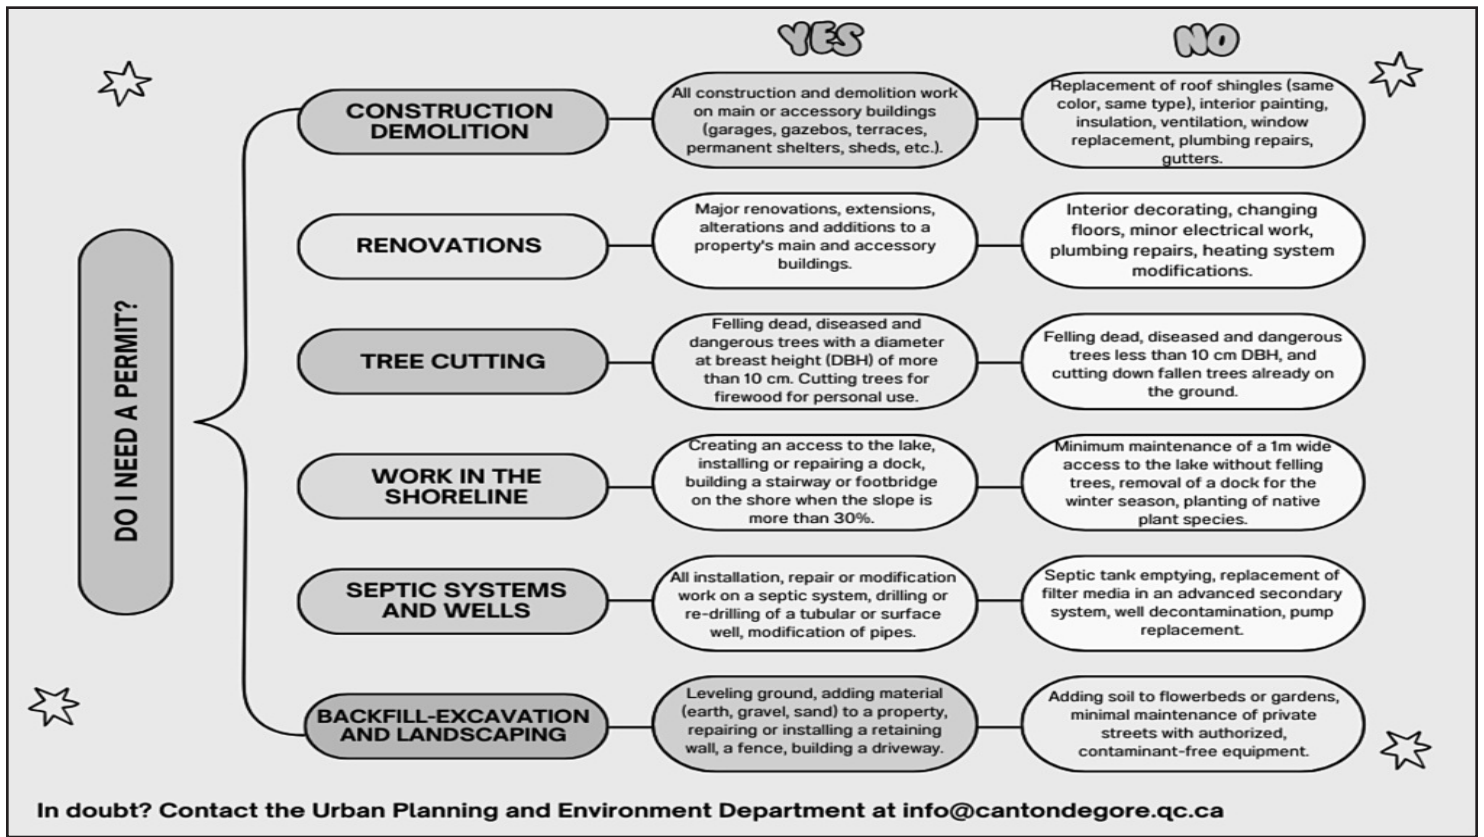 YES
NO
DO I NEED A PERMIT?
CONSTRUCTION
DEMOLITION
All construction and demolition work
on main or accessory buildings
(garages, gazebos, terraces,
permanent shelters, sheds, etc.).
Replacement of roof shingles (same
color, same type), interior painting,
insulation, ventilation, window
replacement, plumbing repairs,
gutters.
RENOVATIONS
Major renovations, extensions,
alterations and additions to a
property's main and accessory
buildings.
Interior decorating, changing
floors, minor electrical work,
plumbing repairs, heating system
modifications.
TREE CUTTING
Felling dead, diseased and
dangerous trees with a diameter
at breast height (DBH) of more
than 10 cm. Cutting trees for
firewood for personal use.
Felling dead, diseased and dangerous
trees less than 10 cm DBH, and
cutting down fallen trees already on
the ground.
WORK IN THE
SHORELINE
Creating an access to the lake,
installing or repairing a dock,
building a stairway or footbridge
on the shore when the slope is
more than 30%.
Minimum maintenance of a 1m wide
access to the lake without felling
trees, removal of a dock for the
winter season, planting of native
plant species.
SEPTIC SYSTEMS
AND WELLS
All installation, repair or modification
work on a septic system, drilling or
re-drilling of a tubular or surface
well, modification of pipes.
Septic tank emptying, replacement of
filter media in an advanced secondary
system, well decontamination, pump
replacement.
BACKFILL-EXCAVATION
AND LANDSCAPING
Leveling ground, adding material
(earth, gravel, sand) to a property,
repairing or installing a retaining
wall, a fence, building a driveway.
Adding soil to flowerbeds or gardens,
minimal maintenance of private
streets with authorized,
contaminant-free equipment.
In doubt? Contact the Urban Planning and Environment Department at info@cantondegore.qc.ca